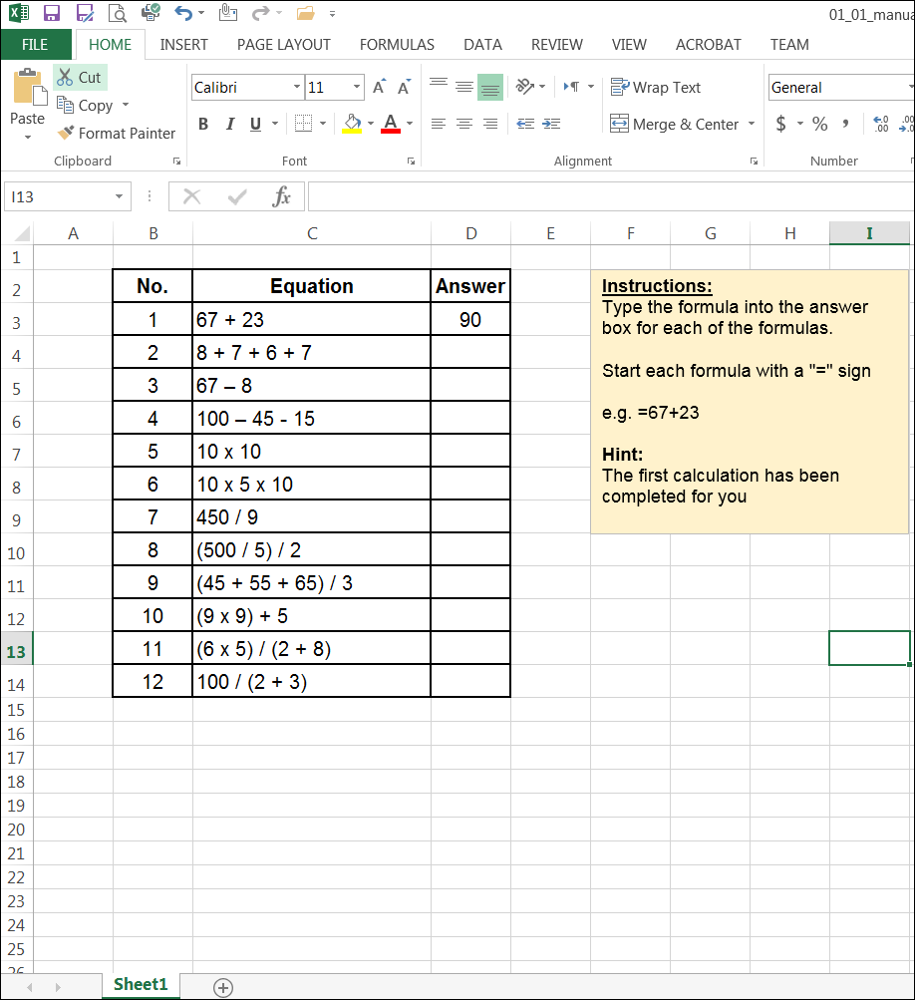 01_01_manua
FILE HOME INSERT PAGE LAYOUT FORMULAS DATA REVIEW VIEW ACROBAT TEAM
Cut
Copy
Format Painter
Paste
Clipboard
Calibri 11
B I U
Font
Wrap Text
Merge & Center
Alignment
General
$ % ,
Number
I13 fx
A B C D E F G H I
1
2 No. Equation Answer
3 1 67 + 23 90
4 2 8 + 7 + 6 + 7
5 3 67 – 8
6 4 100 – 45 - 15
7 5 10 x 10
8 6 10 x 5 x 10
9 7 450 / 9
10 8 (500 / 5) / 2
11 9 (45 + 55 + 65) / 3
12 10 (9 x 9) + 5
13 11 (6 x 5) / (2 + 8)
14 12 100 / (2 + 3)
15
16
17
18
19
20
21
22
23
24
25
26
Instructions:
Type the formula into the answer
box for each of the formulas.
Start each formula with a "=" sign
e.g. =67+23
Hint:
The first calculation has been
completed for you
Sheet1